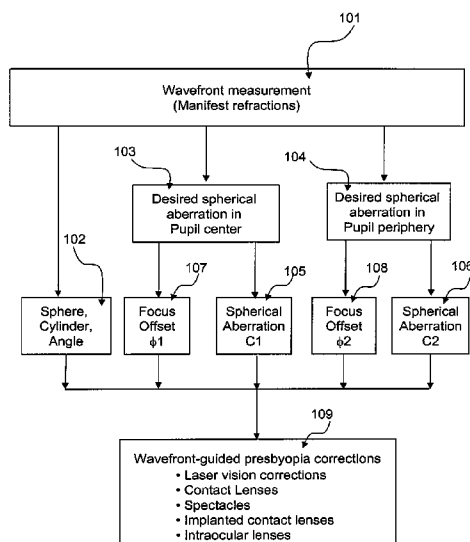 101
Wavefront measurement
(Manifest refractions)
103
104
Desired spherical
aberration in
Pupil center
Desired spherical
aberration in
Pupil periphery
102
107
105
108
106
Sphere,
Cylinder,
Angle
Focus
Offset
ϕ1
Spherical
Aberration
C1
Focus
Offset
ϕ2
Spherical
Aberration
C2
109
Wavefront-guided presbyopia corrections
• Laser vision corrections
• Contact Lenses
• Spectacles
• Implanted contact lenses
• Intraocular lenses